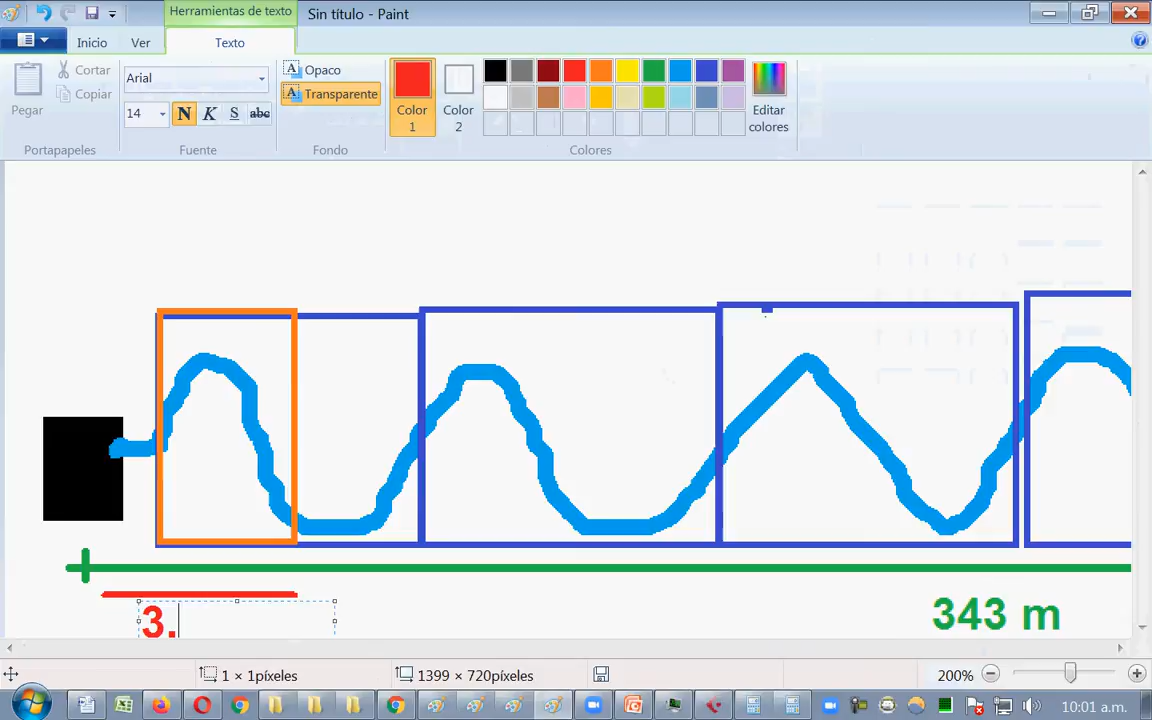 Herramientas de texto
Sin título - Paint
Inicio
Ver
Texto
Pegar
Cortar
Copiar
Portapapeles
Arial
14
N K S abc
Fuente
A Opaco
A Transparente
Fondo
Color
1
Color
2
Editar
colores
Colores
343 m
3.
1 × 1píxeles
1399 × 720píxeles
200%
10:01 a.m.